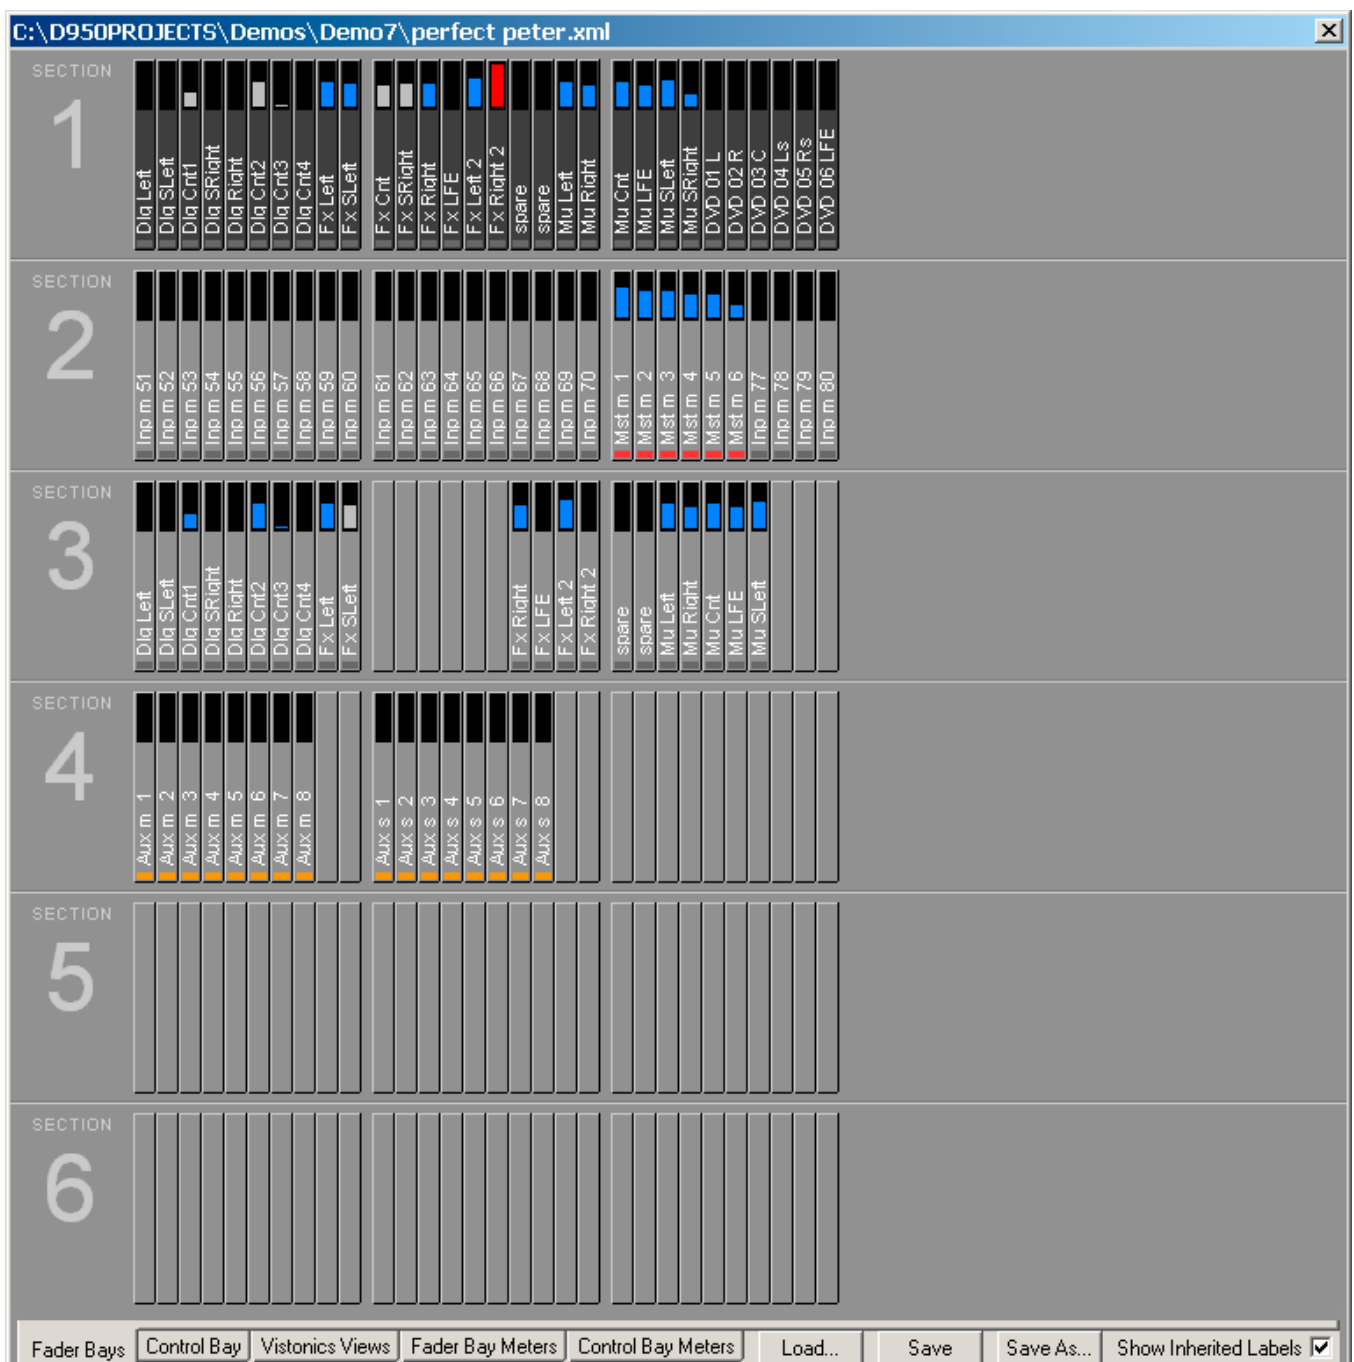 C:\D950PROJECTS\Demos\Demo7\perfect peter.xml
SECTION
1
Dlg Left
Dlg SLeft
Dlg Cnt1
Dlg SRight
Dlg Right
Dlg Cnt2
Dlg Cnt3
Dlg Cnt4
Fx Left
Fx SLeft
Fx Cnt
Fx SRight
Fx Right
Fx LFE
Fx Left 2
Fx Right 2
spare
spare
Mu Left
Mu Right
Mu Cnt
Mu LFE
Mu SLeft
Mu SRight
DVD 01 L
DVD 02 R
DVD 03 C
DVD 04 Ls
DVD 05 Rs
DVD 06 LFE
SECTION
2
Inp m 51
Inp m 52
Inp m 53
Inp m 54
Inp m 55
Inp m 56
Inp m 57
Inp m 58
Inp m 59
Inp m 60
Inp m 61
Inp m 62
Inp m 63
Inp m 64
Inp m 65
Inp m 66
Inp m 67
Inp m 68
Inp m 69
Inp m 70
Mst m 1
Mst m 2
Mst m 3
Mst m 4
Mst m 5
Mst m 6
Inp m 77
Inp m 78
Inp m 79
Inp m 80
SECTION
3
Dlg Left
Dlg SLeft
Dlg Cnt1
Dlg SRight
Dlg Right
Dlg Cnt2
Dlg Cnt3
Dlg Cnt4
Fx Left
Fx SLeft
Fx Right
Fx LFE
Fx Left 2
Fx Right 2
spare
spare
Mu Left
Mu Right
Mu Cnt
Mu LFE
Mu SLeft
SECTION
4
Aux m 1
Aux m 2
Aux m 3
Aux m 4
Aux m 5
Aux m 6
Aux m 7
Aux m 8
Aux s 1
Aux s 2
Aux s 3
Aux s 4
Aux s 5
Aux s 6
Aux s 7
Aux s 8
SECTION
5
SECTION
6
Fader Bays Control Bay Vistonics Views Fader Bay Meters Control Bay Meters Load... Save Save As... Show Inherited Labels